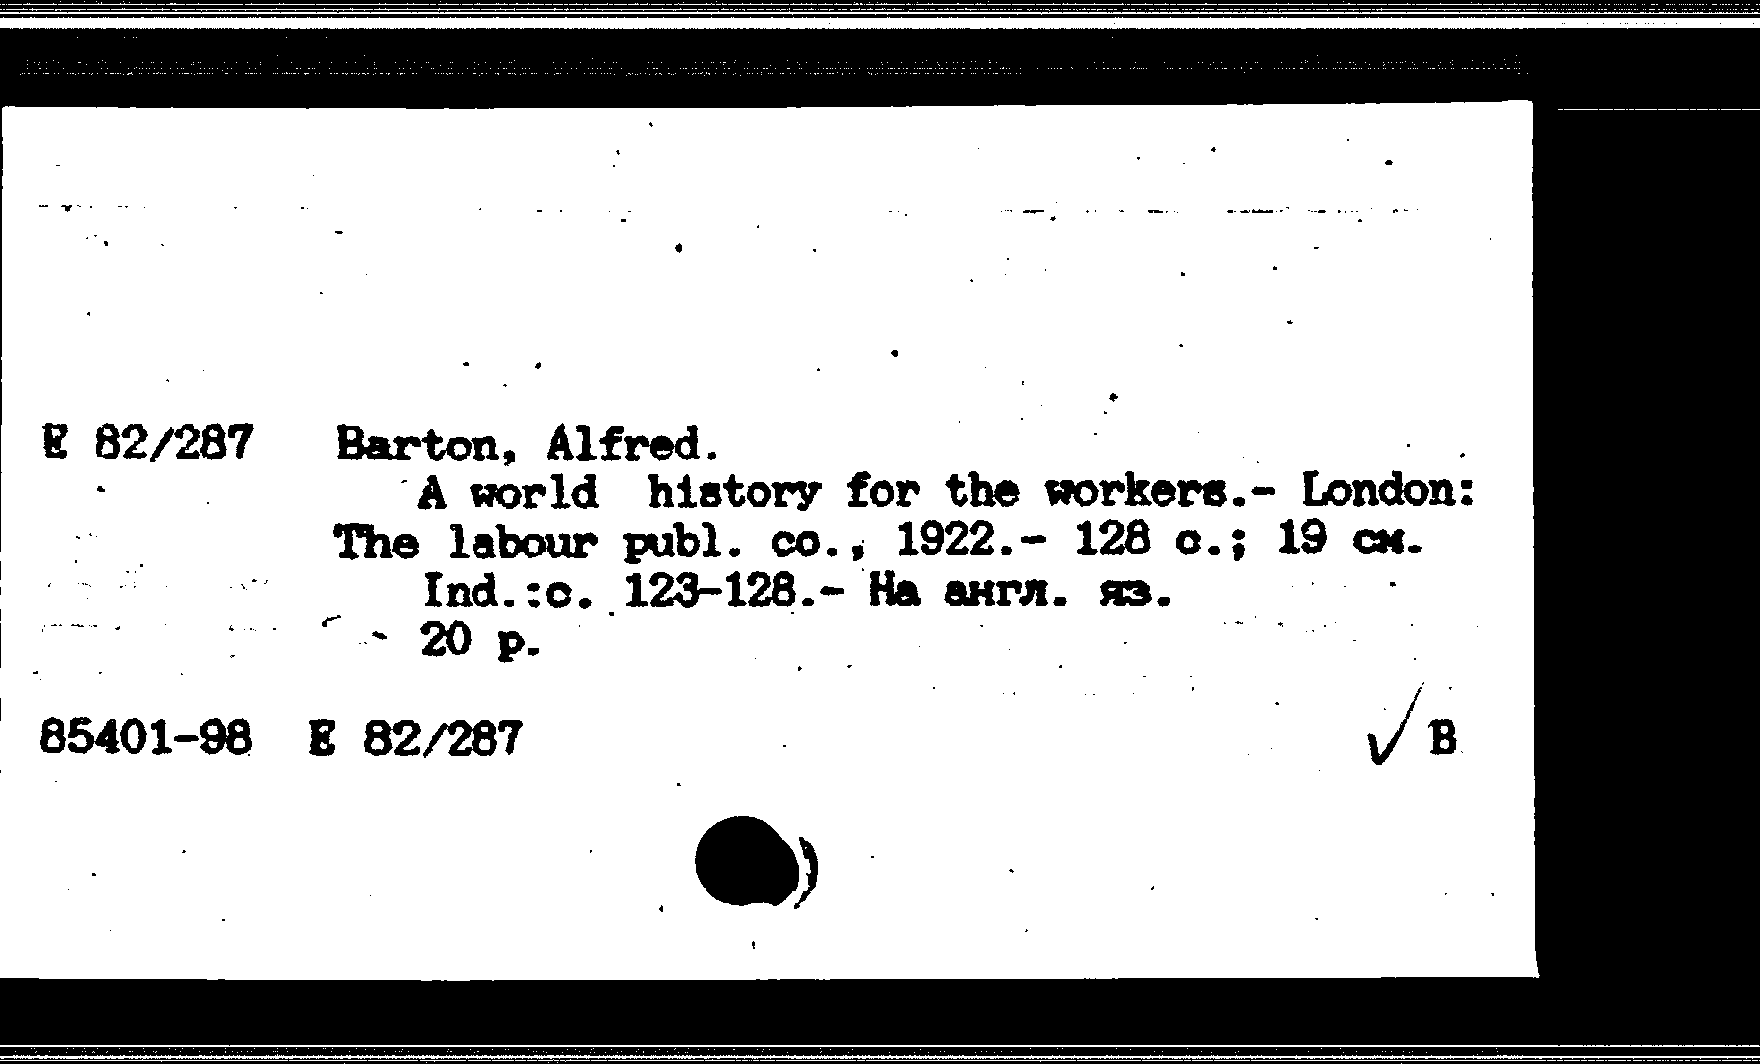 E 82/287 Barton, Alfred.
A world history for the workers.- London:
The labour publ. co., 1922.- 128 с.; 19 см.
Ind.:с. 123-128.- На англ. яз.
20 р.
85401-98 E 82/287 ✓ В